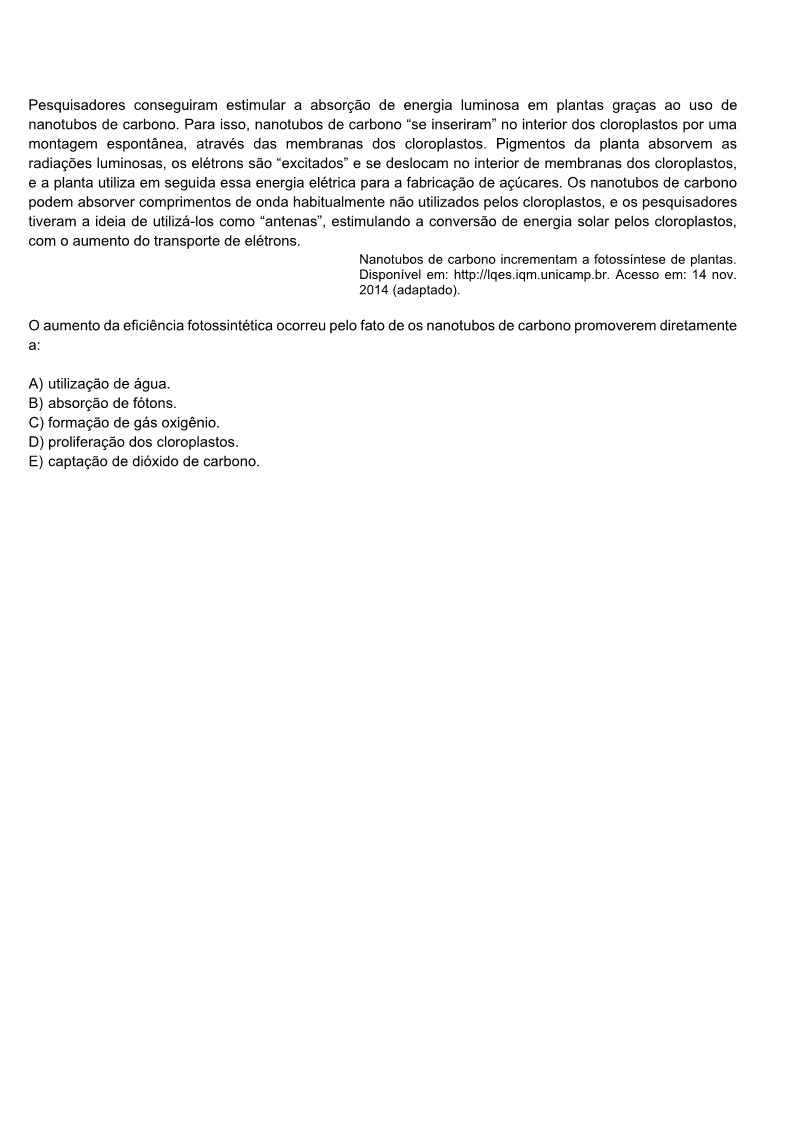 Pesquisadores conseguiram estimular a absorção de energia luminosa em plantas graças ao uso de
nanotubos de carbono. Para isso, nanotubos de carbono “se inseriram” no interior dos cloroplastos por uma
montagem espontânea, através das membranas dos cloroplastos. Pigmentos da planta absorvem as
radiações luminosas, os elétrons são “excitados” e se deslocam no interior de membranas dos cloroplastos,
e a planta utiliza em seguida essa energia elétrica para a fabricação de açúcares. Os nanotubos de carbono
podem absorver comprimentos de onda habitualmente não utilizados pelos cloroplastos, e os pesquisadores
tiveram a ideia de utilizá-los como “antenas”, estimulando a conversão de energia solar pelos cloroplastos,
com o aumento do transporte de elétrons.
Nanotubos de carbono incrementam a fotossíntese de plantas.
Disponível em: http://lqes.iqm.unicamp.br. Acesso em: 14 nov.
2014 (adaptado).
O aumento da eficiência fotossintética ocorreu pelo fato de os nanotubos de carbono promoverem diretamente
a:
A) utilização de água.
B) absorção de fótons.
C) formação de gás oxigênio.
D) proliferação dos cloroplastos.
E) captação de dióxido de carbono.